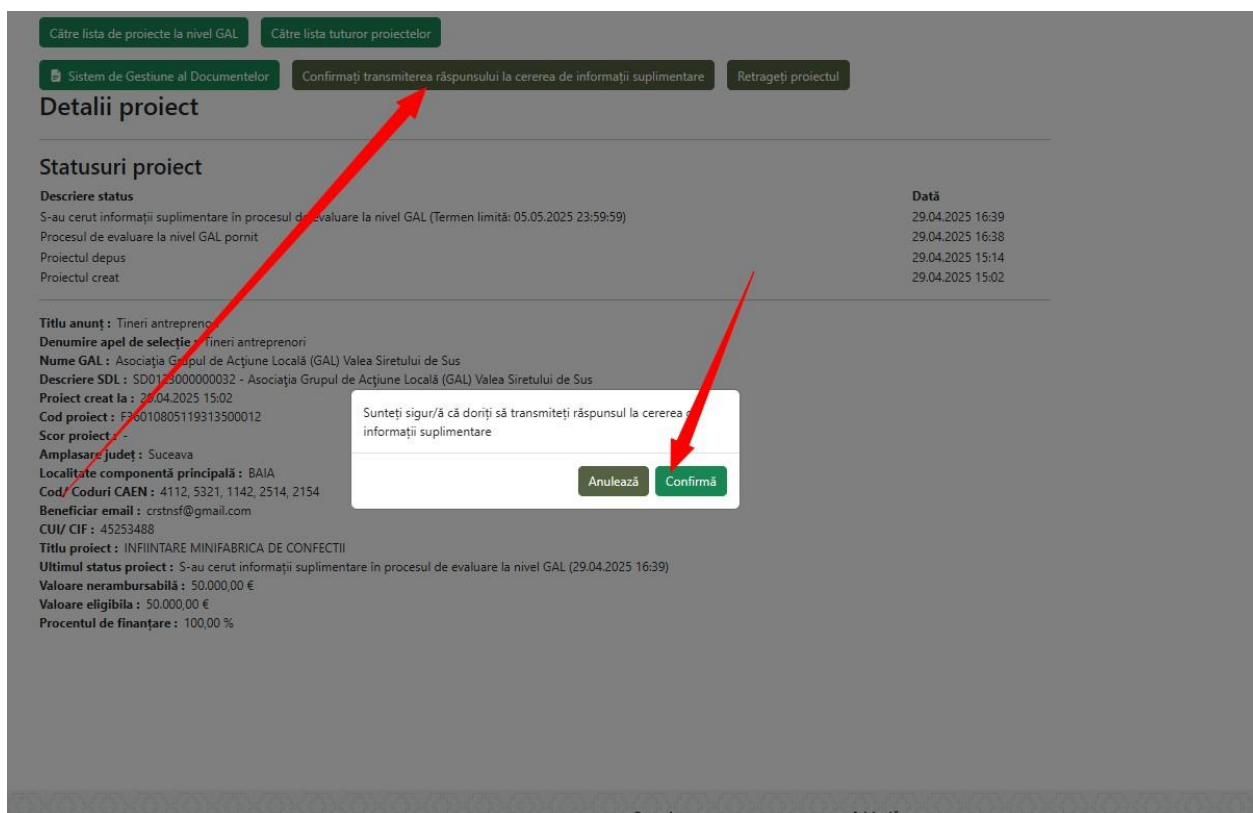 Către lista de proiecte la nivel GAL Către lista tuturor proiectelor
Sistem de Gestiune al Documentelor Confirmați transmiterea răspunsului la cererea de informații suplimentare Retrageți proiectul
Detalii proiect
Statusuri proiect
Descriere status Dată
S-au cerut informații suplimentare în procesul de evaluare la nivel GAL (Termen limită: 05.05.2025 23:59:59) 29.04.2025 16:39
Procesul de evaluare la nivel GAL pornit 29.04.2025 16:38
Proiectul depus 29.04.2025 15:14
Proiectul creat 29.04.2025 15:02
Titlu anunț : Tineri antreprenori
Denumire apel de selecție : Tineri antreprenori
Nume GAL : Asociația Grupul de Acțiune Locală (GAL) Valea Siretului de Sus
Descriere SDL : SD0123000000032 - Asociația Grupul de Acțiune Locală (GAL) Valea Siretului de Sus
Proiect creat la : 29.04.2025 15:02
Cod proiect : F36010805119313500012
Scor proiect : -
Amplasare județ : Suceava
Localitate componentă principală : BAIA
Cod/ Coduri CAEN : 4112, 5321, 1142, 2514, 2154
Beneficiar email : crstnsf@gmail.com
CUI/ CIF : 45253488
Titlu proiect : INFIINTARE MINIFABRICA DE CONFECTII
Ultimul status proiect : S-au cerut informații suplimentare în procesul de evaluare la nivel GAL (29.04.2025 16:39)
Valoare nerambursabilă : 50.000,00 €
Valoare eligibila : 50.000,00 €
Procentul de finanțare : 100,00 %
Sunteți sigur/ă că doriți să transmiteți răspunsul la cererea de
informații suplimentare
Anulează Confirmă